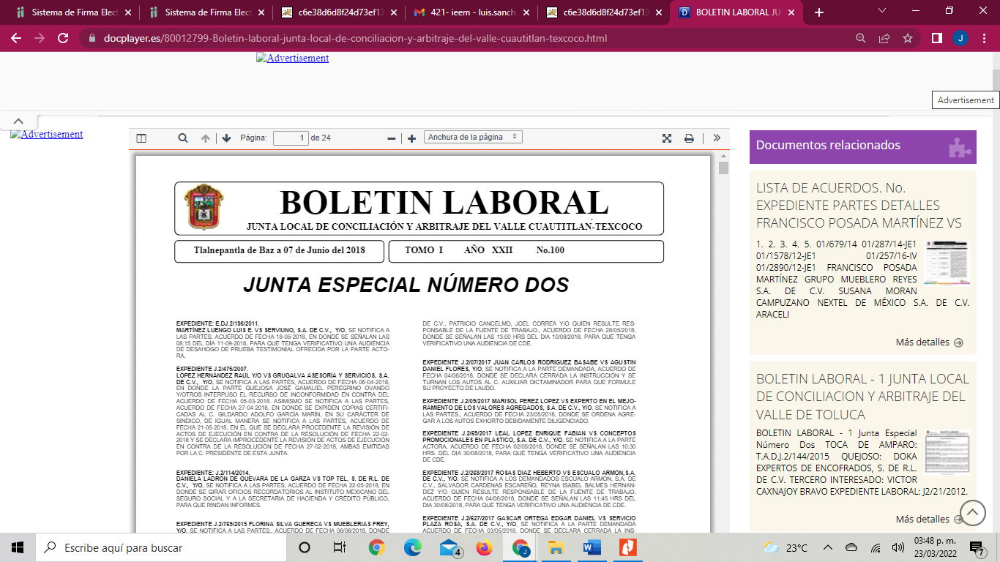 Sistema de Firma Elect
Sistema de Firma Elect
c6e38d6d8f24d73ef13
421- ieem - luis.sanch
c6e38d6d8f24d73ef13
BOLETIN LABORAL JU
docplayer.es/80012799-Boletin-laboral-junta-local-de-conciliacion-y-arbitraje-del-valle-cuautitlan-texcoco.html
J
Advertisement
Advertisement
Advertisement
Página: 1 de 24
Anchura de la página
BOLETIN LABORAL
JUNTA LOCAL DE CONCILIACIÓN Y ARBITRAJE DEL VALLE CUAUTITLAN-TEXCOCO
Tlalnepantla de Baz a 07 de Junio del 2018
TOMO I AÑO XXII No.100
JUNTA ESPECIAL NÚMERO DOS
EXPEDIENTE: E.DJ.2/196/2011.
MARTÍNEZ LUENGO LUIS E. VS SERVIUNO, S.A. DE C.V., Y/O, SE NOTIFICA A
LAS PARTES, ACUERDO DE FECHA 18-05-2018, EN DONDE SE SEÑALAN LAS
08:15 DEL DÍA 11-09-2018, PARA QUE TENGA VERIFICATIVO UNA AUDIENCIA
DE DESAHOGO DE PRUEBA TESTIMONIAL OFRECIDA POR LA PARTE ACTO-
RA.
EXPEDIENTE: J.2/475/2007.
LÓPEZ HERNÁNDEZ RAÚL Y/O VS GRUGALVA ASESORÍA Y SERVICIOS, S.A.
DE C.V., Y/O, SE NOTIFICA A LAS PARTES, ACUERDO DE FECHA 06-04-2018,
EN DONDE LA PARTE QUEJOSA JOSÉ GAMALIEL PEREGRINO OVANDO
Y/OTROS INTERPUSO EL RECURSO DE INCONFORMIDAD EN CONTRA DEL
ACUERDO DE FECHA 05-03-2018. ASIMISMO SE NOTIFICA A LAS PARTES,
ACUERDO DE FECHA 27-04-2018, EN DONDE SE EXPIDEN COPIAS CERTIFI-
CADAS AL C. GILDARDO ADOLFO GARCÍA MARÍN, EN SU CARÁCTER DE
SINDICO, DE IGUAL MANERA SE NOTIFICA A LAS PARTES, ACUERDO DE
FECHA 21-05-2018, EN EL QUE SE DECLARA PROCEDENTE LA REVISIÓN DE
ACTOS DE EJECUCIÓN EN CONTRA DE LA RESOLUCIÓN DE FECHA 22-02-
2018 Y SE DECLARA IMPROCEDENTE LA REVISIÓN DE ACTOS DE EJECUCIÓN
EN CONTRA DE LA RESOLUCIÓN DE FECHA 27-02-2018, AMBAS EMITIDAS
POR LA C. PRESIDENTE DE ESTA JUNTA.
EXPEDIENTE: J.2/114/2014.
DANIELA LADRON DE GUEVARA DE LA GARZA VS TOP TEL, S. DE R.L. DE
C.V., Y/O, SE NOTIFICA A LAS PARTES, ACUERDO DE FECHA 22-05-2018, EN
DONDE SE GIRAR OFICIOS RECORDATORIOS AL INSTITUTO MEXICANO DEL
SEGURO SOCIAL Y A LA SECRETARIA DE HACIENDA Y CRÉDITO PÚBLICO,
PARA QUE RINDAN INFORMES.
EXPEDIENTE J.2/769/2015 FLORINA SILVA GUERECA VS MUEBLERIAS FREY,
Y/O, SE NOTIFICA A LAS PARTES., ACUERDO DE FECHA 06/06/2018, DONDE
DE C.V., PATRICIO CANCELMO, JOEL CORREA Y/O QUIEN RESULTE RES-
PONSABLE DE LA FUENTE DE TRABAJO., ACUERDO DE FECHA 28/05/2018,
DONDE SE SEÑALAN LAS 13:00 HRS DEL DIA 10/08/2018, PARA QUE TENGA
VERIFICATIVO UNA AUDIENCIA DE CDE.
EXPEDIENTE J.2/07/2017 JUAN CARLOS RODRIGUEZ BASABE VS AGUSTIN
DANIEL FLORES, Y/O, SE NOTIFICA A LA PARTE DEMANDADA, ACUERDO DE
FECHA 04/06/2018, DONDE SE DECLARA CERRADA LA INSTRUCCIÓN Y SE
TURNAN LOS AUTOS AL C. AUXILIAR DICTAMINADOR PARA QUE FORMULE
SU PROYECTO DE LAUDO.
EXPEDIENTE J.2/09/2017 MARISOL PEREZ LOPEZ VS EXPERTO EN EL MEJO-
RAMIENTO DE LOS VALORES AGREGADOS, S.A. DE C.V., Y/O, SE NOTIFICA A
LAS PARTES., ACUERDO DE FECHA 23/05/2018, DONDE SE ORDENA AGRE-
GAR A LOS AUTOS EXHORTO DEBIDAMENTE DILIGENCIADO.
EXPEDIENTE J.2/69/2017 LEAL LOPEZ ENRIQUE FABIAN VS CONCEPTOS
PROMOCIONALES EN PLASTICO, S.A. DE C.V., Y/O, SE NOTIFICA A LA PARTE
ACTORA, ACUERDO DE FECHA 02/05/2018, DONDE SE SEÑALAN LAS 10:30
HRS. DEL DIA 30/08/2018, PARA QUE TENGA VERIFICATIVO UNA AUDIENCIA
DE CDE.
EXPEDIENTE J.2/268/2017 ROSAS DIAZ HEBERTO VS ESCUALO ARMON,S.A.
DE C.V., Y/O, SE NOTIFICA A LOS DEMANDADOS ESCUALO ARMON, S.A. DE
C.V., SALVADOR CARDENAS ESCAREÑO, REYNA ISABEL BALMES HERNAN-
DEZ Y/O QUIEN RESULTE RESPONSABLE DE LA FUENTE DE TRABAJO,
ACUERDO DE FECHA 04/06/2018, DONDE SE SEÑALAN LAS 11:45 HRS DEL
DIA 30/08/2018, PARA QUE TENGA VERIFICATIVO UNA AUDIENCIA DE CDE.
EXPEDIENTE J.2/627/2017 GASCAR ORTEGA EDGAR DANIEL VS SERVICIO
PLAZA ROSA, S.A. DE C.V., Y/O, SE NOTIFICA A LA PARTE DEMANDADA
ACUERDO DE FECHA 03/05/2018, DONDE SE DECLARA CERRADA LA INS-
Documentos relacionados
LISTA DE ACUERDOS. No.
EXPEDIENTE PARTES DETALLES
FRANCISCO POSADA MARTÍNEZ VS
1. 2. 3. 4. 5. 01/679/14 01/287/14-JE1
01/1578/12-JE1 01/257/16-IV
01/2890/12-JE1 FRANCISCO POSADA
MARTÍNEZ GRUPO MUEBLERO REYES
S.A. DE C.V. SUSANA MORAN
CAMPUZANO NEXTEL DE MÉXICO S.A. DE C.V.
ARACELI
Más detalles
BOLETIN LABORAL - 1 JUNTA LOCAL
DE CONCILIACION Y ARBITRAJE DEL
VALLE DE TOLUCA
BOLETIN LABORAL - 1 Junta Especial
Número Dos TOCA DE AMPARO:
T.A.D.J.2/144/2015 QUEJOSO: DOKA
EXPERTOS DE ENCOFRADOS, S. DE R.L.
DE C.V. TERCERO INTERESADO: VICTOR
CAXNAJOY BRAVO EXPEDIENTE LABORAL: J2/21/2012.
Más detalles
Escribe aquí para buscar
4
J
W
23°C
03:48 p. m.
23/03/2022
7